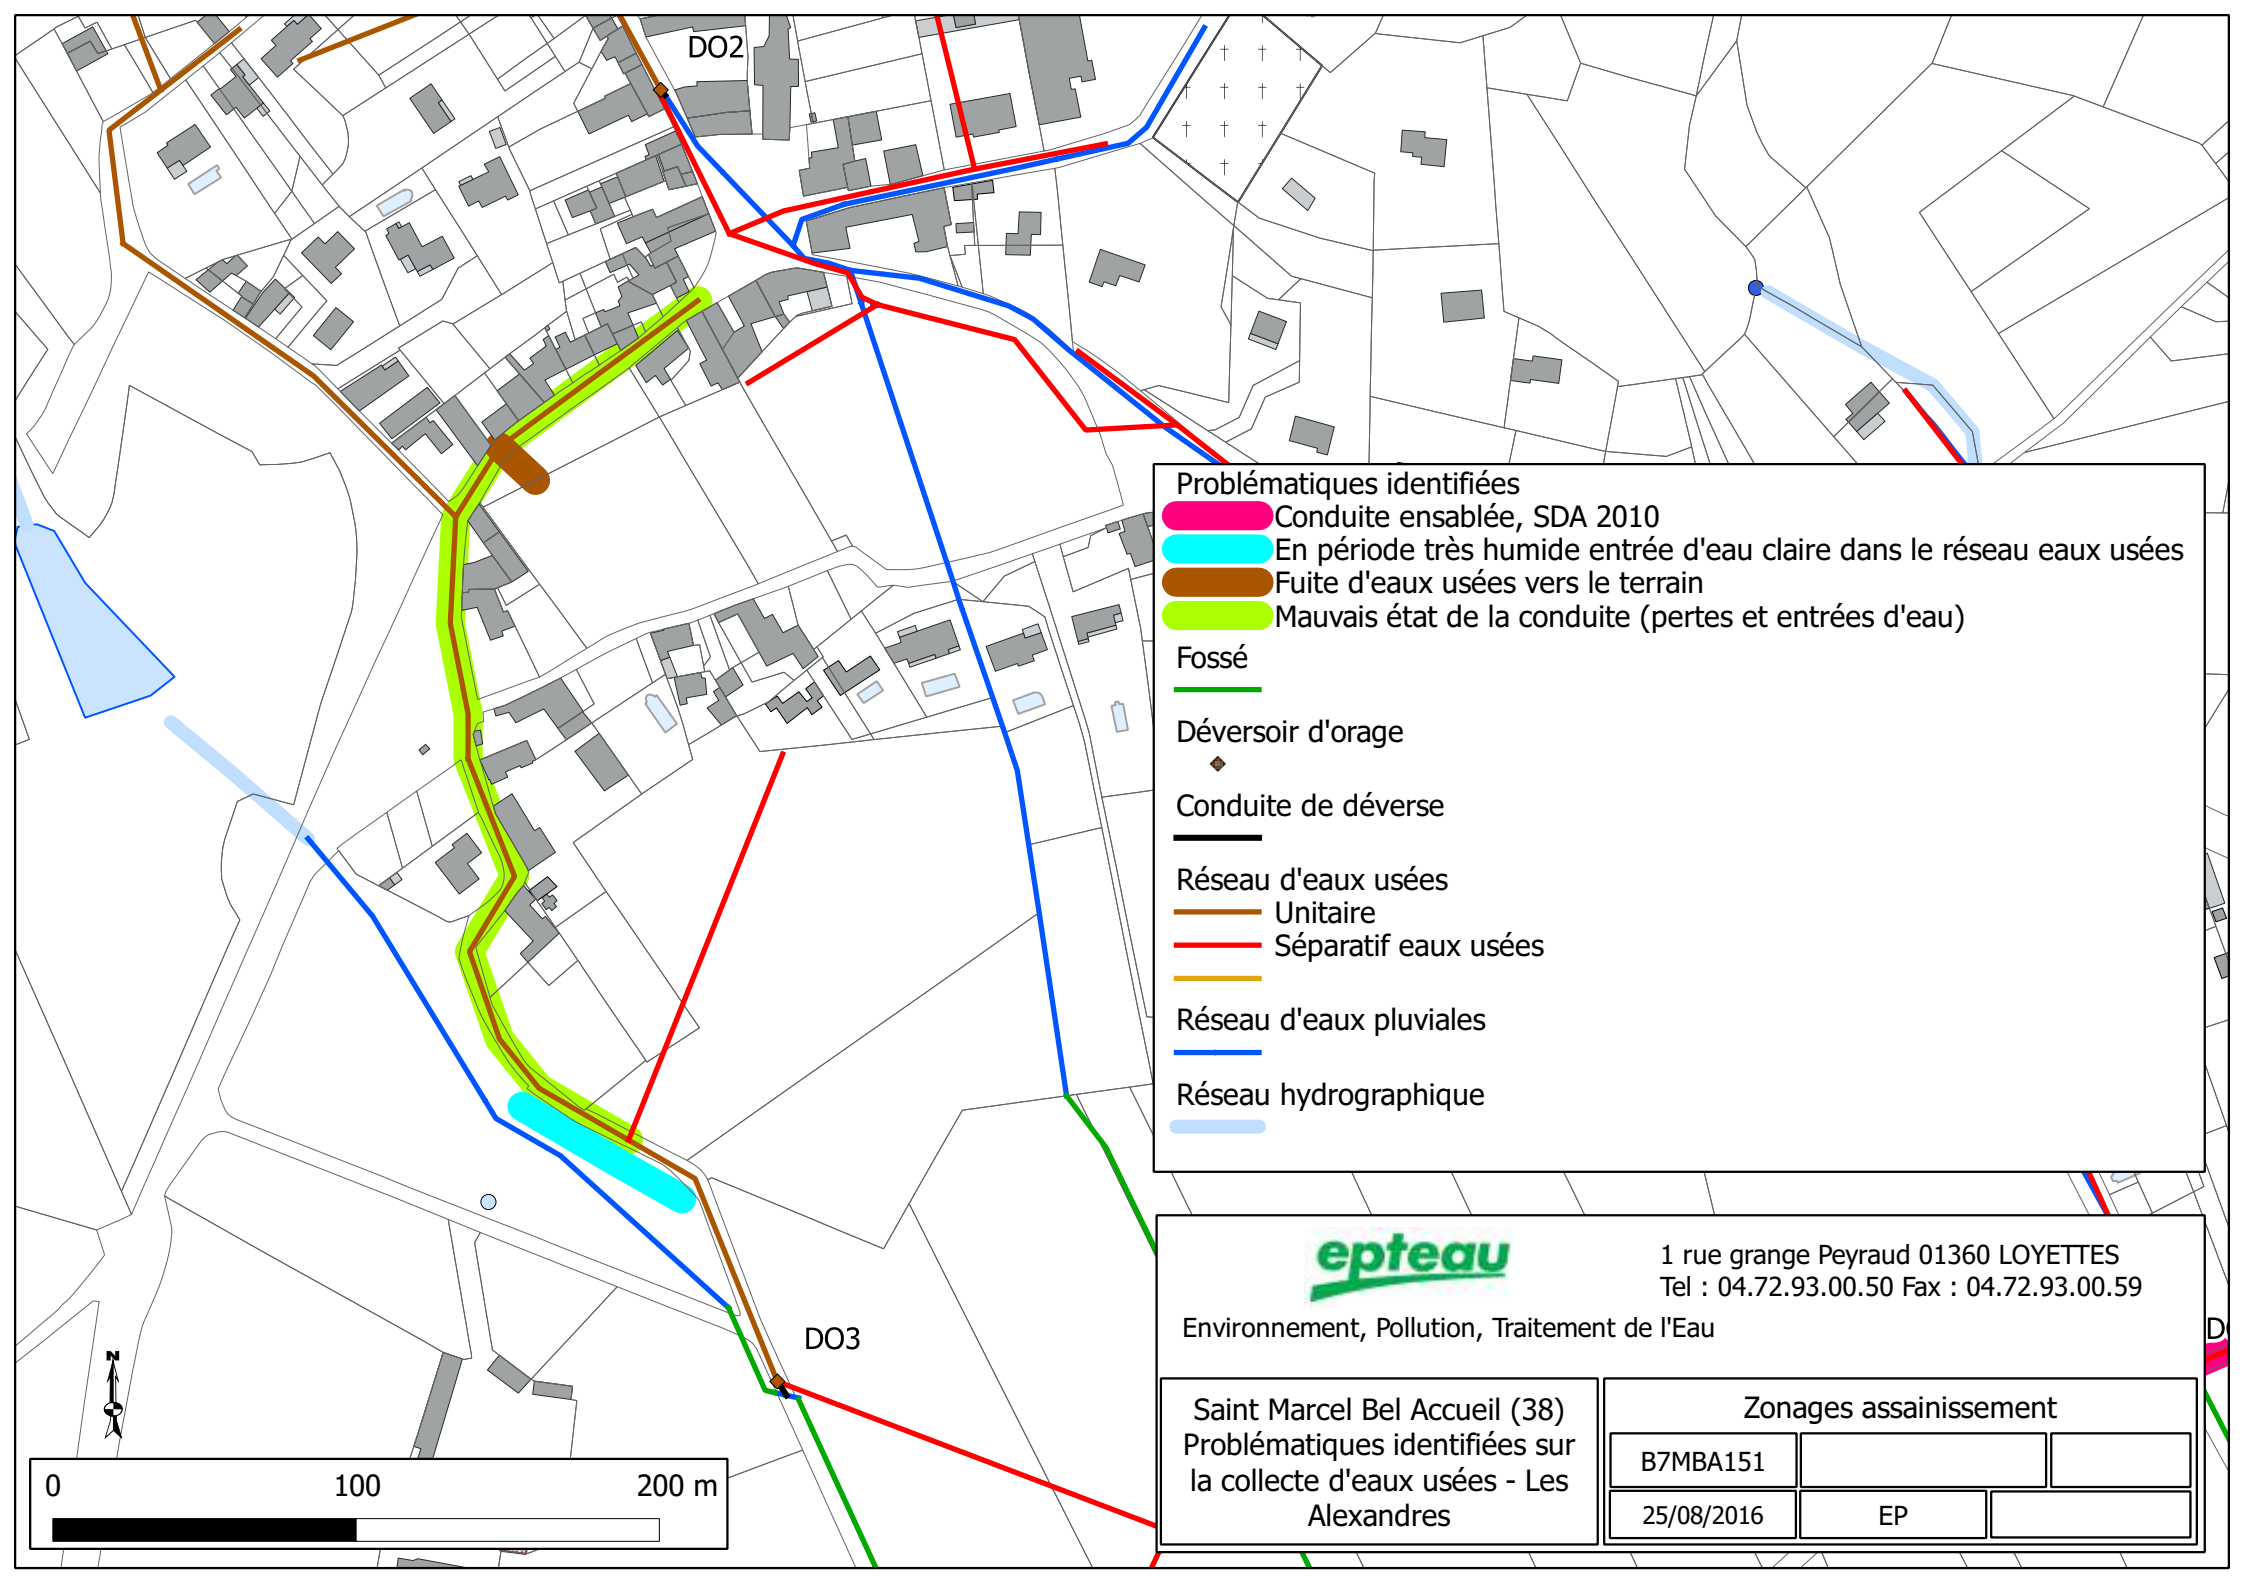 DO2
Problématiques identifiées
Conduite ensablée, SDA 2010
En période très humide entrée d'eau claire dans le réseau eaux usées
Fuite d'eaux usées vers le terrain
Mauvais état de la conduite (pertes et entrées d'eau)
Fossé
Déversoir d'orage
Conduite de déverse
Réseau d'eaux usées
Unitaire
Séparatif eaux usées
Réseau d'eaux pluviales
Réseau hydrographique
epteau
1 rue grange Peyraud 01360 LOYETTES
Tel : 04.72.93.00.50 Fax : 04.72.93.00.59
Environnement, Pollution, Traitement de l'Eau
DO3
N
0 100 200 m
Saint Marcel Bel Accueil (38)
Problématiques identifiées sur
la collecte d'eaux usées - Les
Alexandres
Zonages assainissement
B7MBA151
25/08/2016 EP